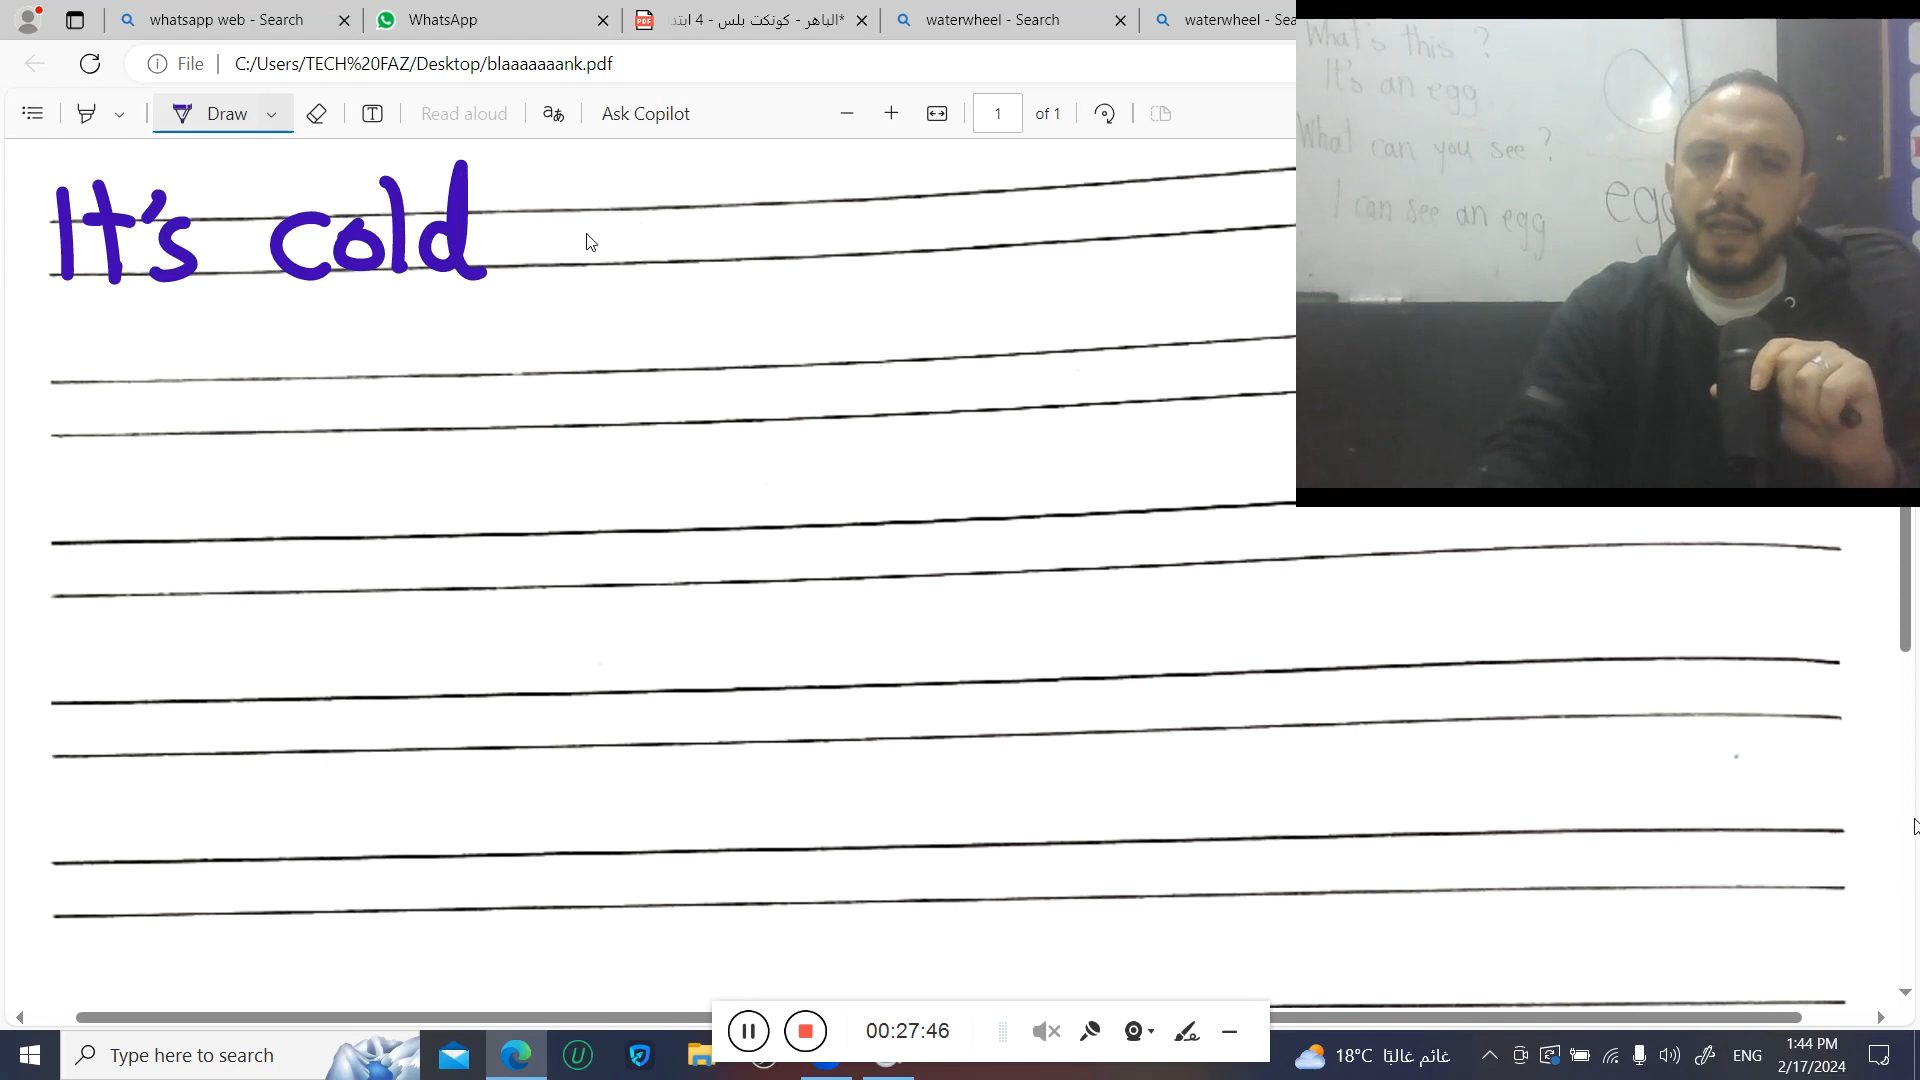 whatsapp web - Search
WhatsApp
الباهر - كونكت بلس - 4 ابتد*
waterwheel - Search
waterwheel - Sea
File
C:/Users/TECH%20FAZ/Desktop/blaaaaaaank.pdf
Draw
Read aloud
aあ
Ask Copilot
1
of 1
What's this ?
It's an egg
What can you see ?
I can see an egg
It's cold
00:27:46
Type here to search
18°C
غائم غالبًا
ENG
1:44 PM
2/17/2024